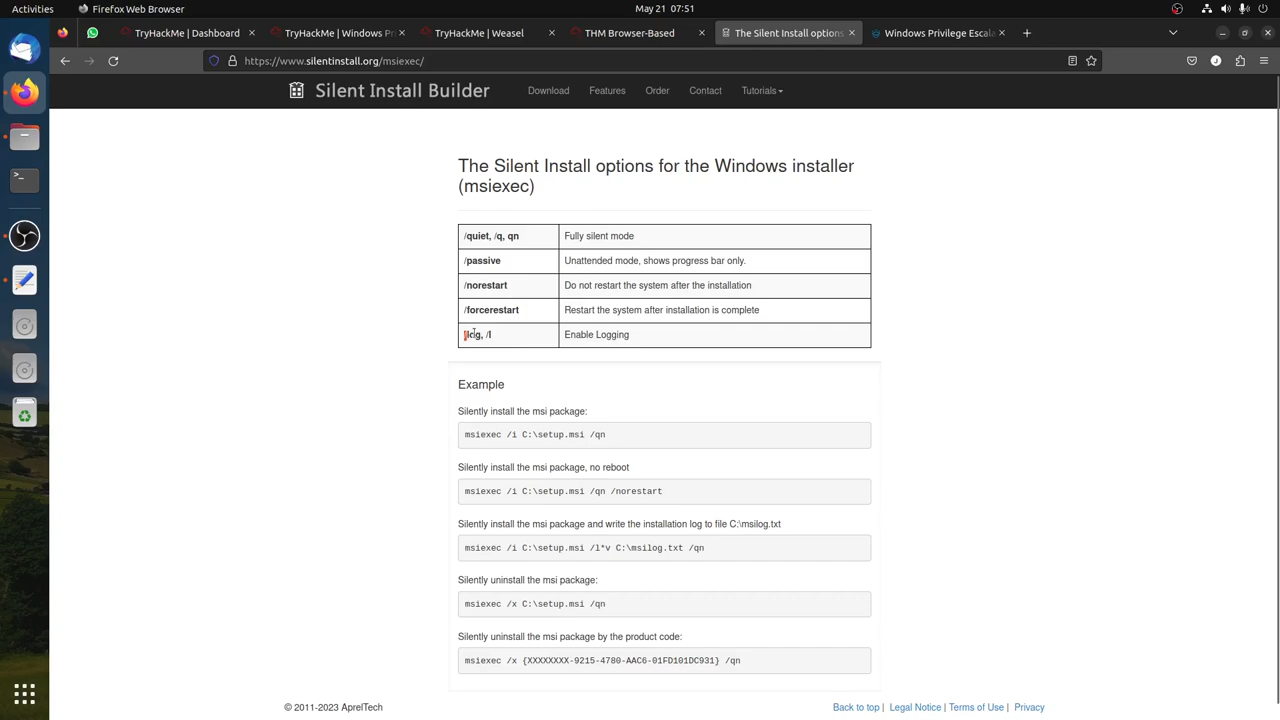 Activities
Firefox Web Browser
May 21 07:51
TryHackMe | Dashboard
TryHackMe | Windows Pri
TryHackMe | Weasel
THM Browser-Based
The Silent Install options
Windows Privilege Escala
https://www.silentinstall.org/msiexec/
Silent Install Builder
Download
Features
Order
Contact
Tutorials
The Silent Install options for the Windows installer
(msiexec)
/quiet, /q, qn
Fully silent mode
/passive
Unattended mode, shows progress bar only.
/norestart
Do not restart the system after the installation
/forcerestart
Restart the system after installation is complete
/log, /l
Enable Logging
Example
Silently install the msi package:
msiexec /i C:\setup.msi /qn
Silently install the msi package, no reboot
msiexec /i C:\setup.msi /qn /norestart
Silently install the msi package and write the installation log to file C:\msilog.txt
msiexec /i C:\setup.msi /l*v C:\msilog.txt /qn
Silently uninstall the msi package:
msiexec /x C:\setup.msi /qn
Silently uninstall the msi package by the product code:
msiexec /x {XXXXXXXX-9215-4780-AAC6-01FD101DC931} /qn
© 2011-2023 AprelTech
Back to top | Legal Notice | Terms of Use | Privacy